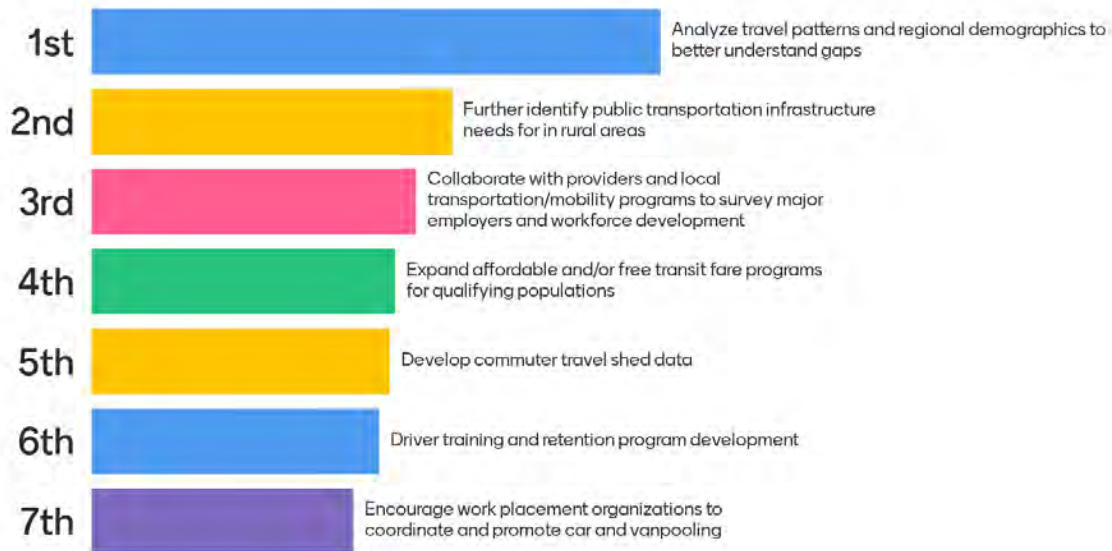 1st
Analyze travel patterns and regional demographics to
better understand gaps
2nd
Further identify public transportation infrastructure
needs for in rural areas
3rd
Collaborate with providers and local
transportation/mobility programs to survey major
employers and workforce development
4th
Expand affordable and/or free transit fare programs
for qualifying populations
5th
Develop commuter travel shed data
6th
Driver training and retention program development
7th
Encourage work placement organizations to
coordinate and promote car and vanpooling